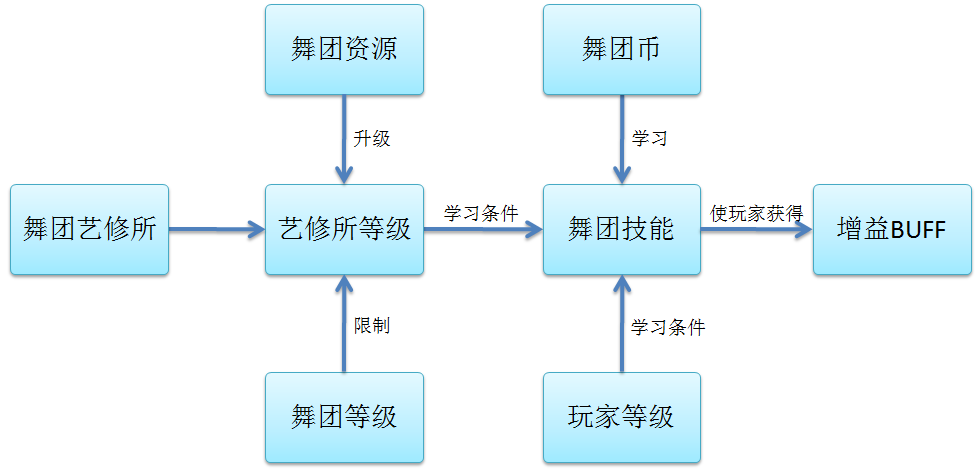 舞团资源
舞团币
升级
学习
舞团艺修所
艺修所等级
学习条件
舞团技能
使玩家获得
增益BUFF
限制
学习条件
舞团等级
玩家等级